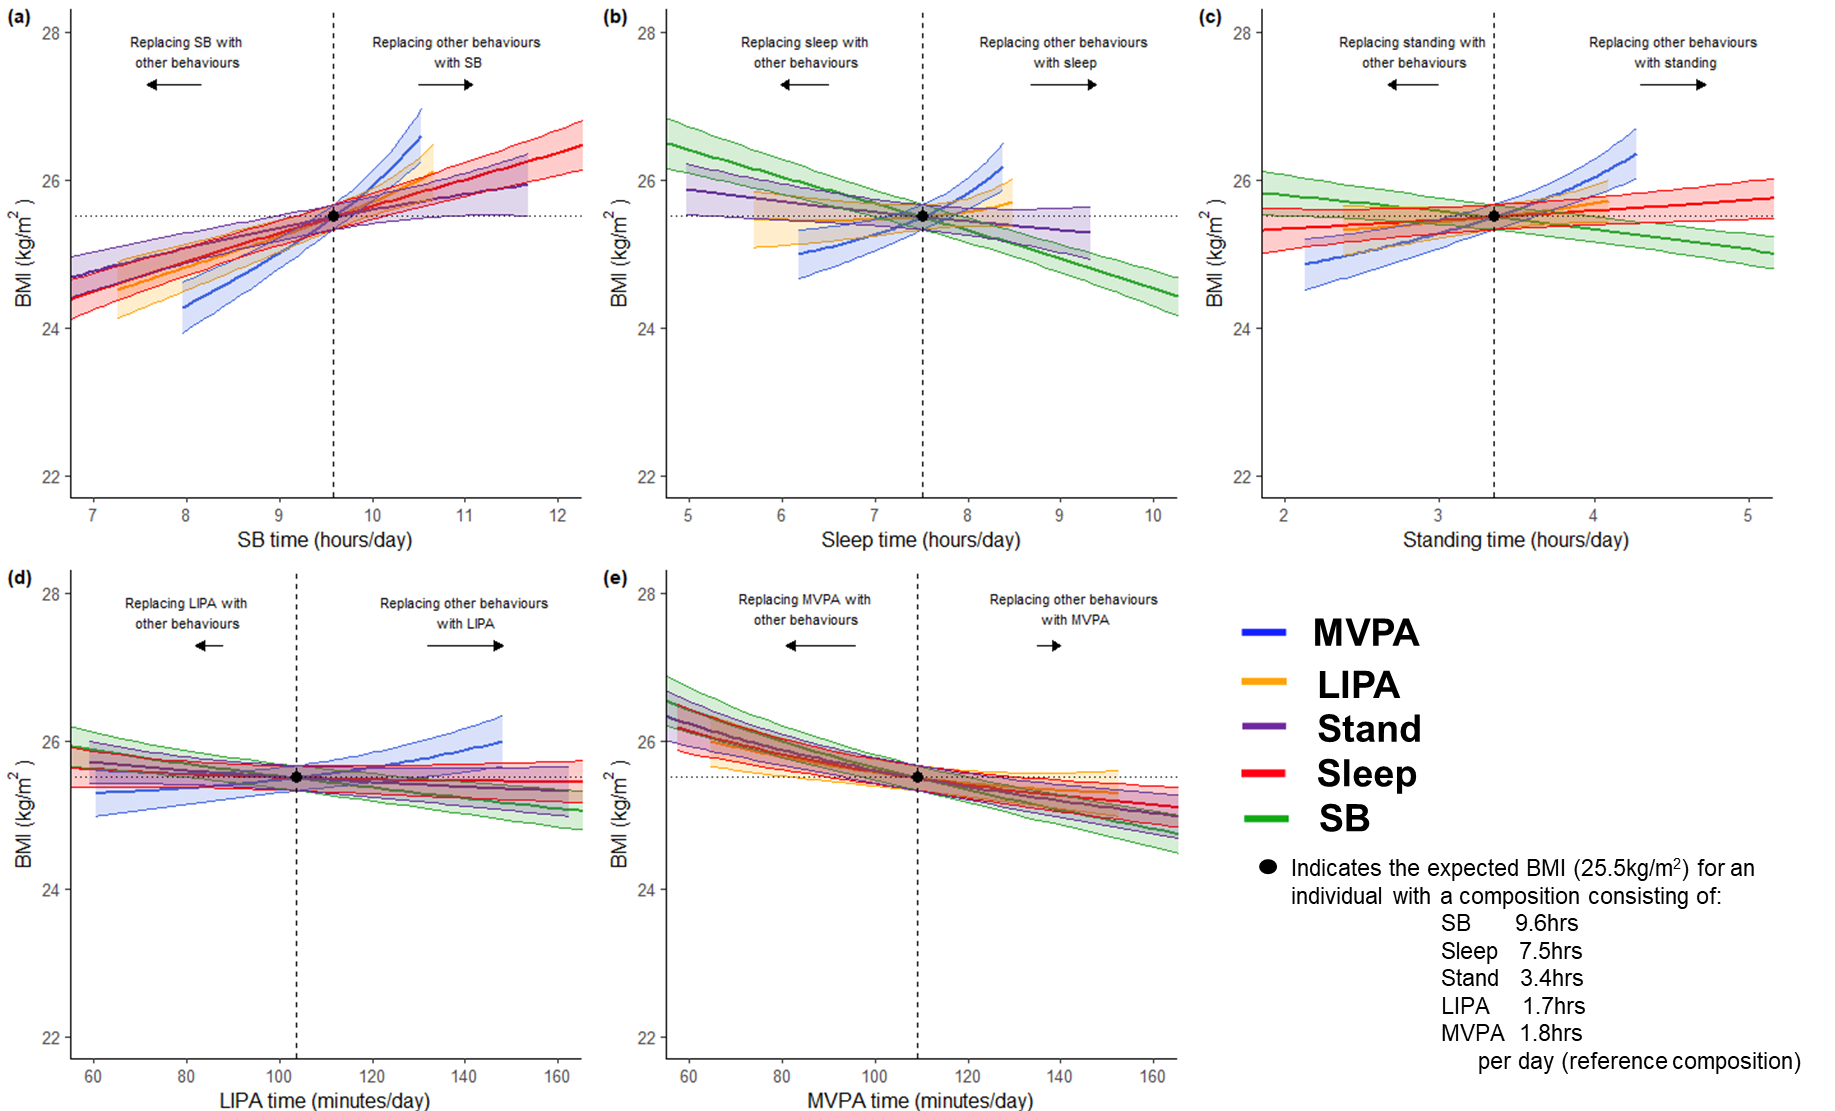 (a)
Replacing SB with
other behaviours
Replacing other behaviours
with SB
28
26
24
22
BMI (kg/m²)
7 8 9 10 11 12
SB time (hours/day)
(b)
Replacing sleep with
other behaviours
Replacing other behaviours
with sleep
28
26
24
22
BMI (kg/m²)
5 6 7 8 9 10
Sleep time (hours/day)
(c)
Replacing standing with
other behaviours
Replacing other behaviours
with standing
28
26
24
22
BMI (kg/m²)
2 3 4 5
Standing time (hours/day)
(d)
Replacing LIPA with
other behaviours
Replacing other behaviours
with LIPA
28
26
24
22
BMI (kg/m²)
60 80 100 120 140 160
LIPA time (minutes/day)
(e)
Replacing MVPA with
other behaviours
Replacing other behaviours
with MVPA
28
26
24
22
BMI (kg/m²)
60 80 100 120 140 160
MVPA time (minutes/day)
MVPA
LIPA
Stand
Sleep
SB
Indicates the expected BMI (25.5kg/m²) for an
individual with a composition consisting of:
SB 9.6hrs
Sleep 7.5hrs
Stand 3.4hrs
LIPA 1.7hrs
MVPA 1.8hrs
per day (reference composition)